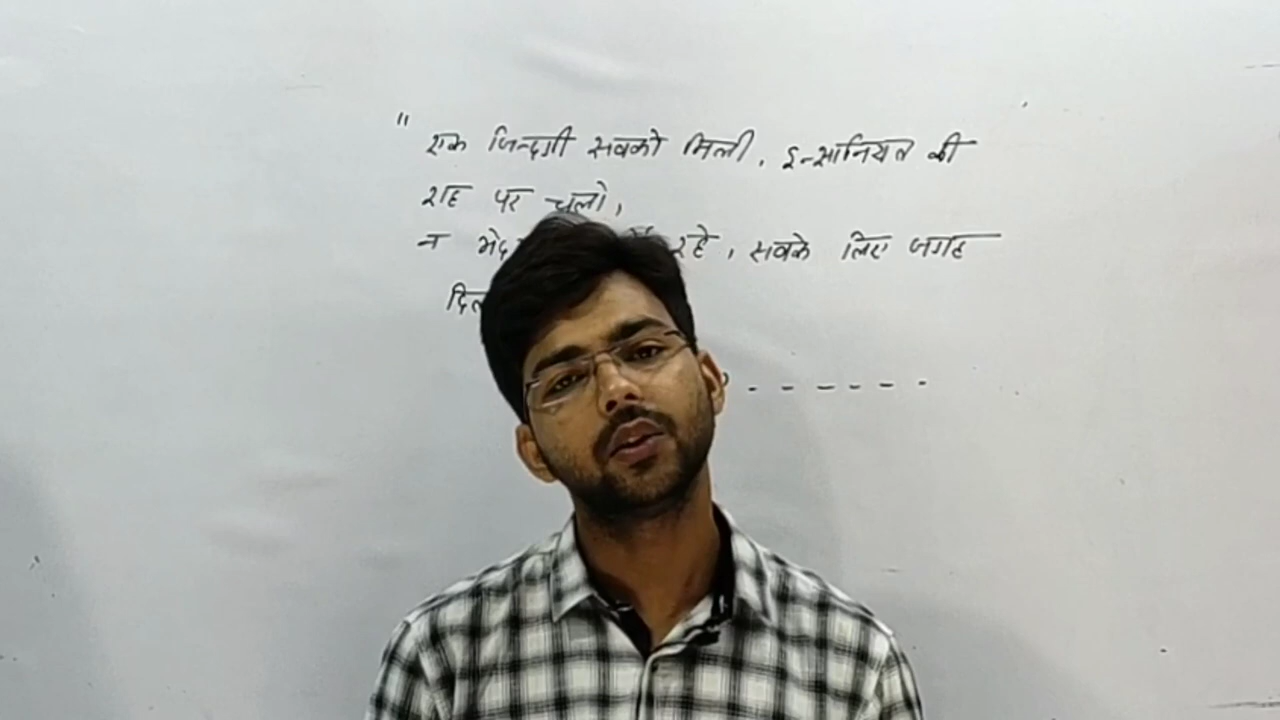 " एक जिन्दगी सबको मिली, इन्सानियत की
राह पर चलो,
न रहे, सबके लिए जगह